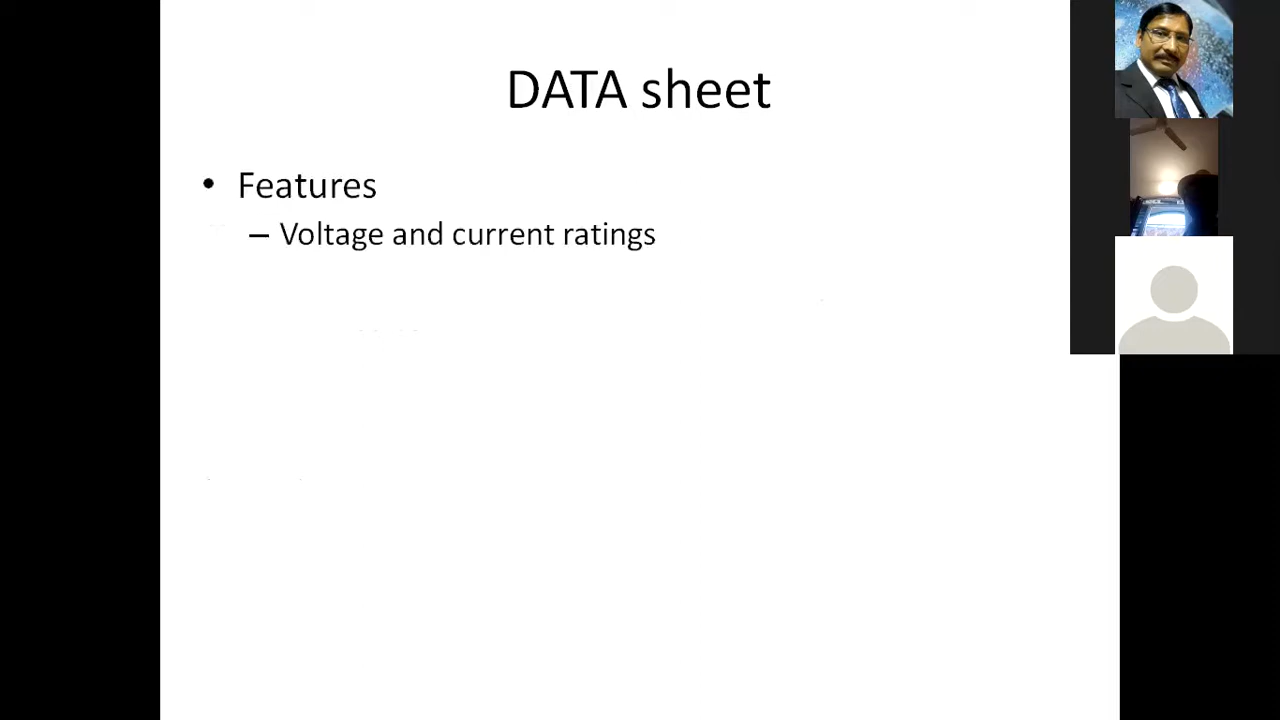 DATA sheet
• Features
– Voltage and current ratings